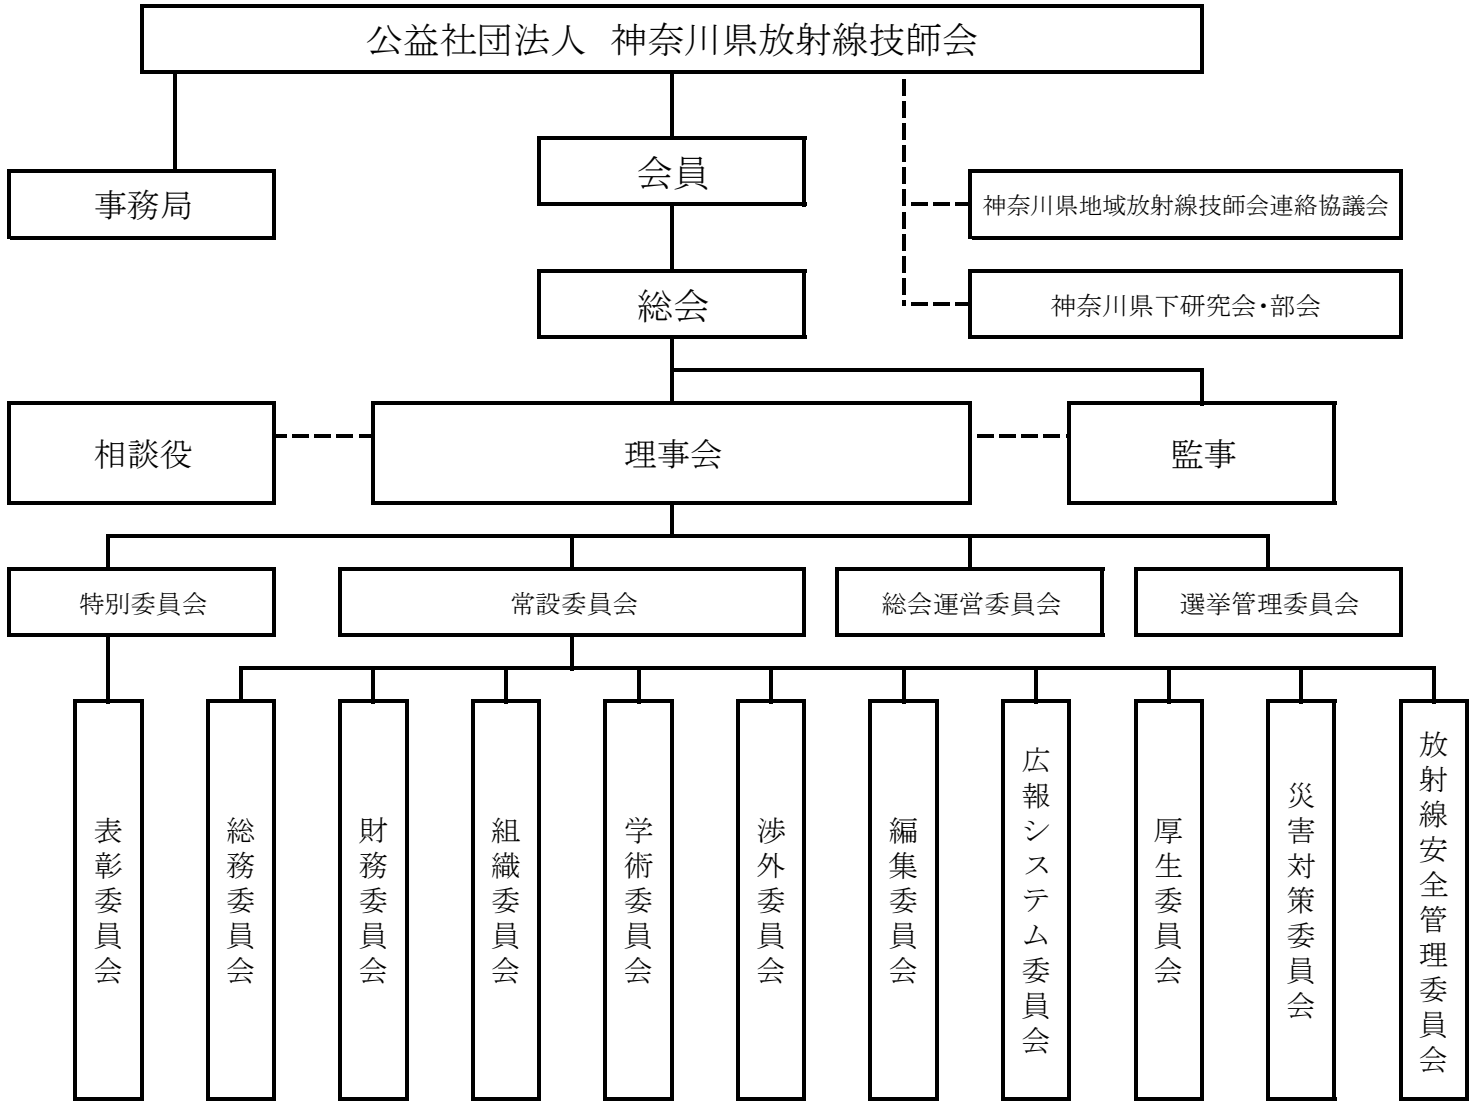 公益社団法人 神奈川県放射線技師会
会員
事務局
神奈川県地域放射線技師会連絡協議会
総会
神奈川県下研究会・部会
相談役
理事会
監事
特別委員会
常設委員会
総会運営委員会
選挙管理委員会
表彰委員会
総務委員会
財務委員会
組織委員会
学術委員会
渉外委員会
編集委員会
広報システム委員会
厚生委員会
災害対策委員会
放射線安全管理委員会